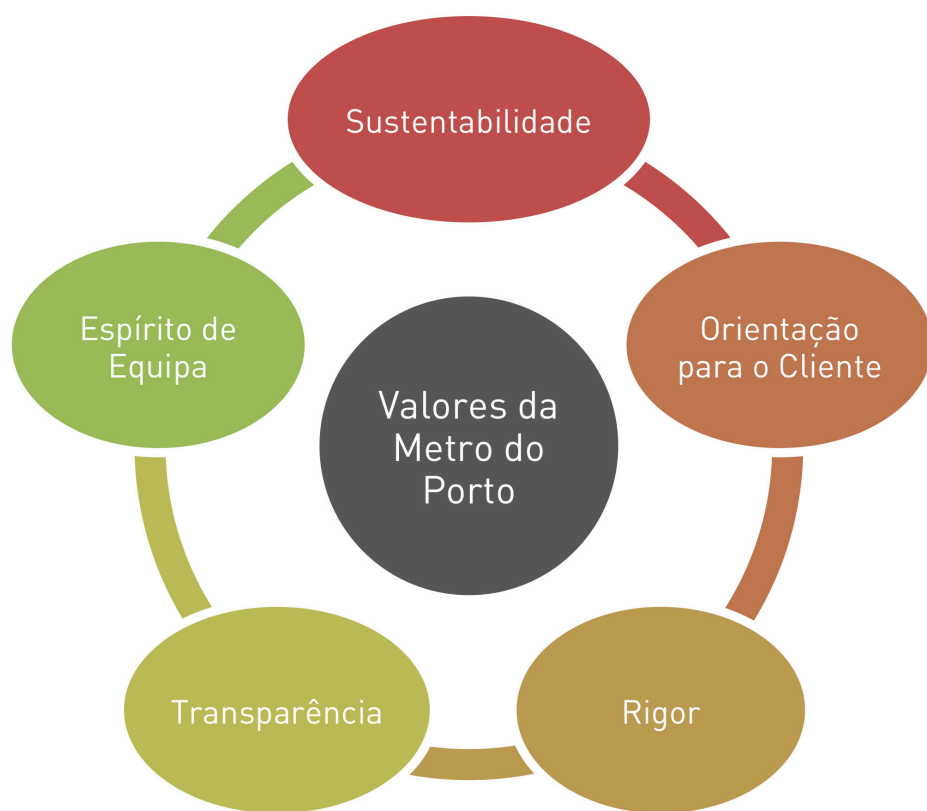 Sustentabilidade
Orientação
para o Cliente
Rigor
Transparência
Espírito de
Equipa
Valores da
Metro do
Porto